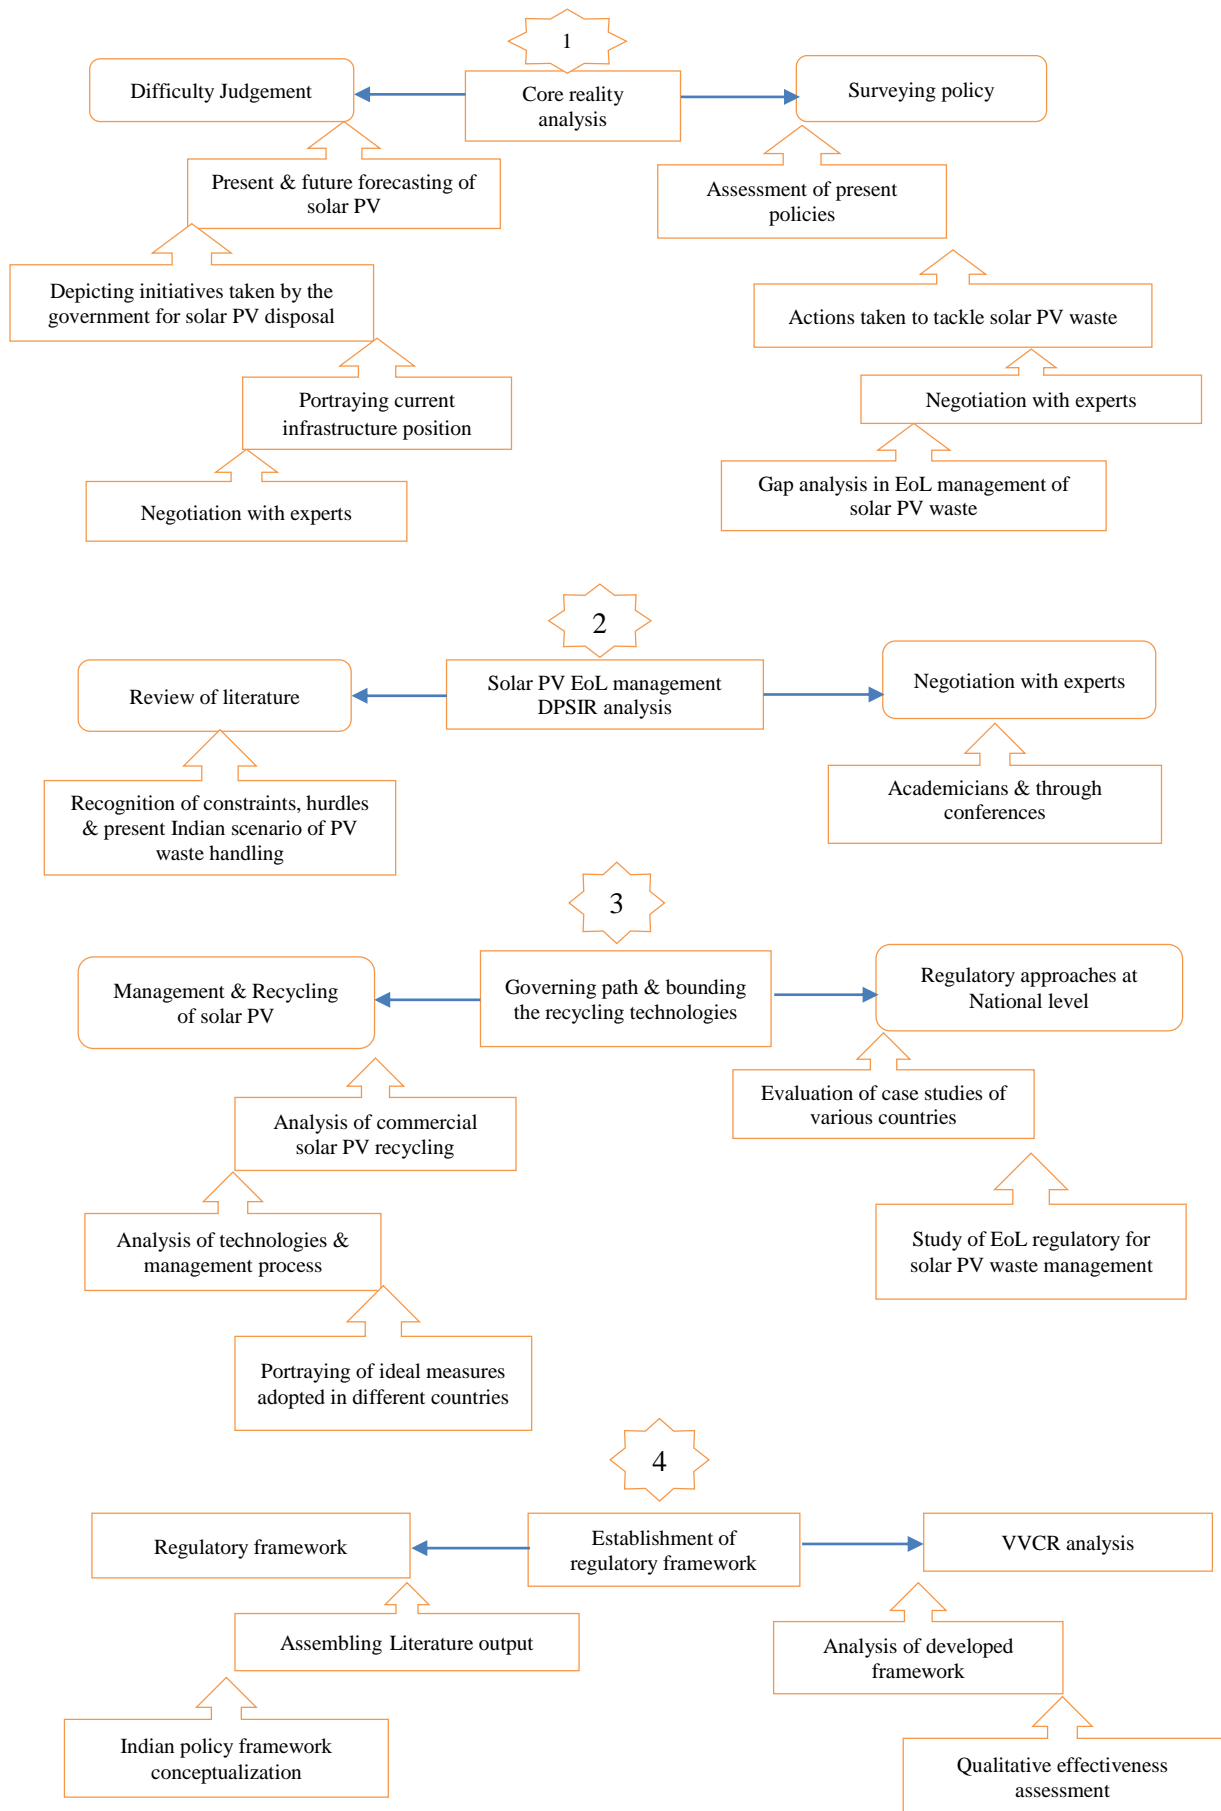 1
Difficulty Judgement
Core reality
analysis
Surveying policy
Present & future forecasting of
solar PV
Assessment of present
policies
Depicting initiatives taken by the
government for solar PV disposal
Actions taken to tackle solar PV waste
Portraying current
infrastructure position
Negotiation with experts
Negotiation with experts
Gap analysis in EoL management of
solar PV waste
2
Review of literature
Solar PV EoL management
DPSIR analysis
Negotiation with experts
Recognition of constraints, hurdles
& present Indian scenario of PV
waste handling
Academicians & through
conferences
3
Management & Recycling
of solar PV
Governing path & bounding
the recycling technologies
Regulatory approaches at
National level
Analysis of commercial
solar PV recycling
Evaluation of case studies of
various countries
Analysis of technologies &
management process
Study of EoL regulatory for
solar PV waste management
Portraying of ideal measures
adopted in different countries
4
Regulatory framework
Establishment of
regulatory framework
VVCR analysis
Assembling Literature output
Analysis of developed
framework
Indian policy framework
conceptualization
Qualitative effectiveness
assessment